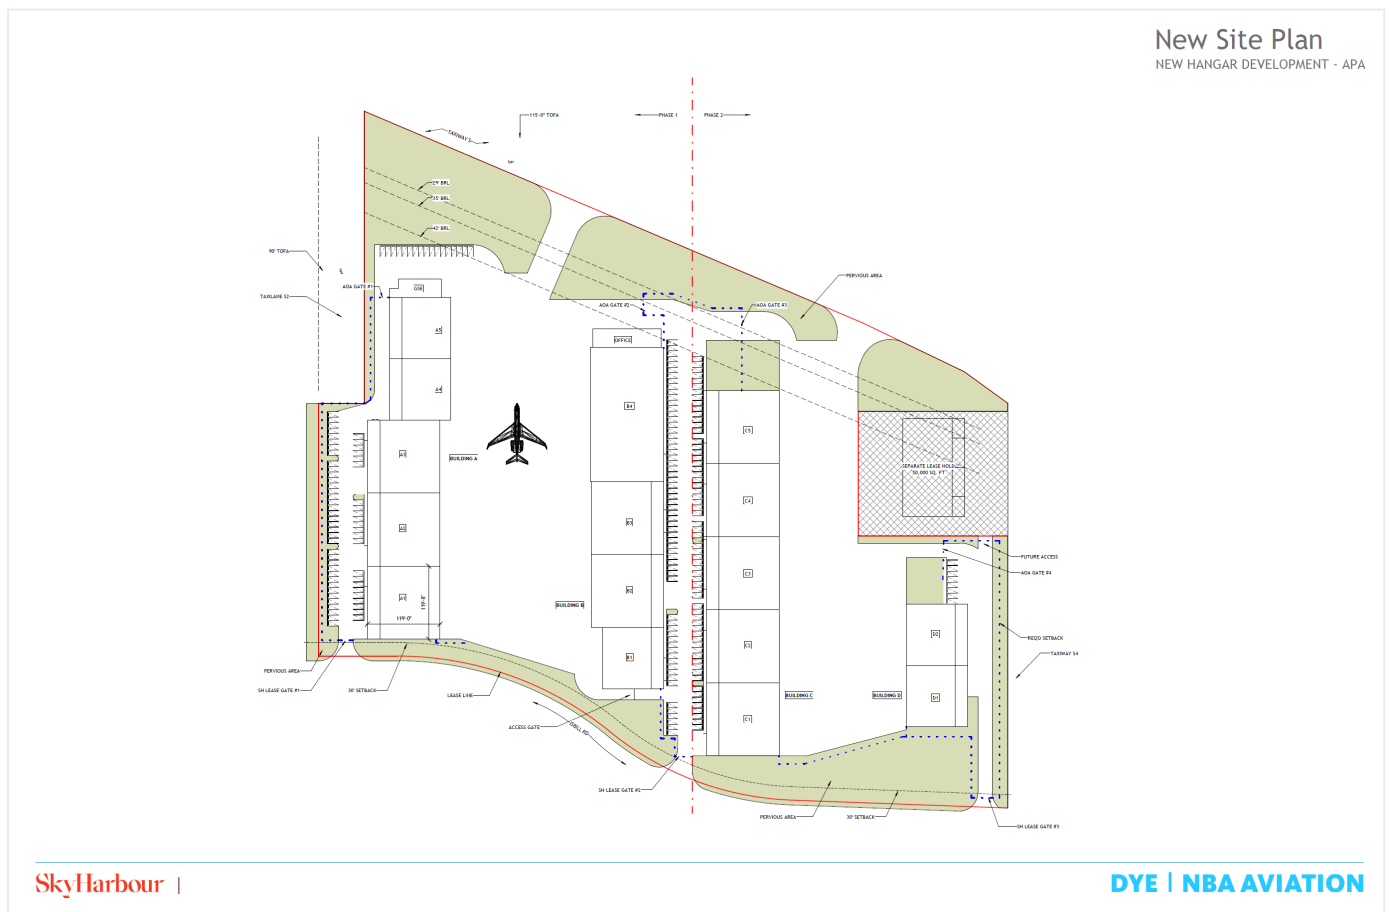 New Site Plan
NEW HANGAR DEVELOPMENT - APA
115'-0" TOFA
PHASE 1
PHASE 2
TAXIWAY S
35' BRL
42' BRL
90' TOFA
TAXILANE S2
AOA GATE #1
GSE
PERVIOUS AREA
AOA GATE #2
AOA GATE #3
A5
OFFICE
A4
B4
C5
A3
BUILDING A
SEPARATE LEASE HOLD
50,000 SQ. FT
C4
A2
B3
FUTURE ACCESS
C3
AOA GATE #4
B2
A1
119'-8"
BUILDING B
119'-0"
D2
REQ'D SETBACK
C2
B1
TAXIWAY S4
PERVIOUS AREA
SH LEASE GATE #1
30' SETBACK
LEASE LINE
BUILDING C
BUILDING D
D1
C1
ACCESS GATE
SH LEASE GATE #2
PERVIOUS AREA
30' SETBACK
SH LEASE GATE #3
SkyHarbour |
DYE | NBA AVIATION